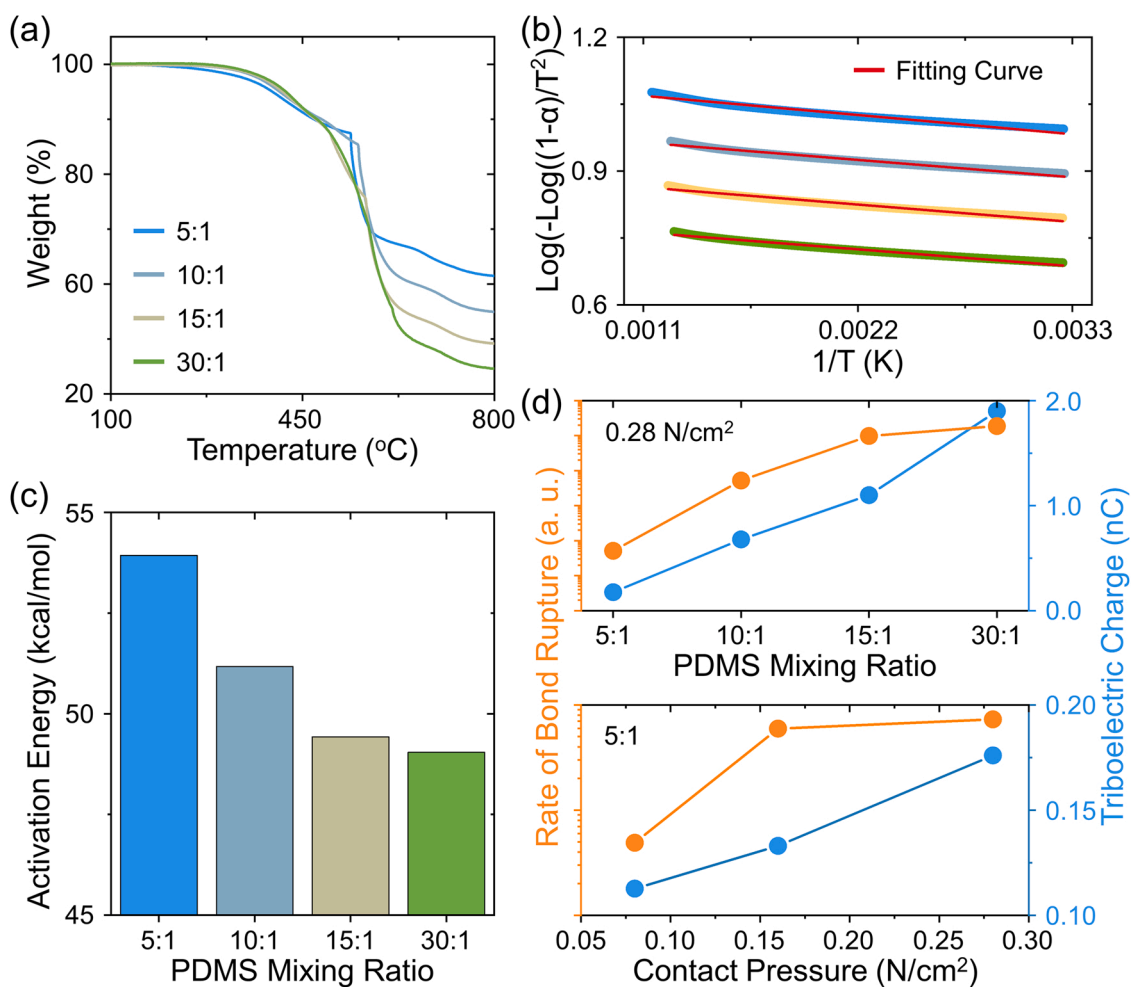 (a)
100
80
60
20
Weight (%)
5:1
10:1
15:1
30:1
100
450
800
Temperature (°C)
(b)
1.2
0.9
0.6
Log(-Log((1-α)/T²)
Fitting Curve
0.0011
0.0022
0.0033
1/T (K)
(c)
55
50
45
Activation Energy (kcal/mol)
5:1
10:1
15:1
30:1
PDMS Mixing Ratio
(d)
0.28 N/cm²
2.0
1.0
0.0
5:1
10:1
15:1
30:1
PDMS Mixing Ratio
Rate of Bond Rupture (a. u.)
Triboelectric Charge (nC)
5:1
0.20
0.15
0.10
0.05
0.10
0.15
0.20
0.25
0.30
Contact Pressure (N/cm²)